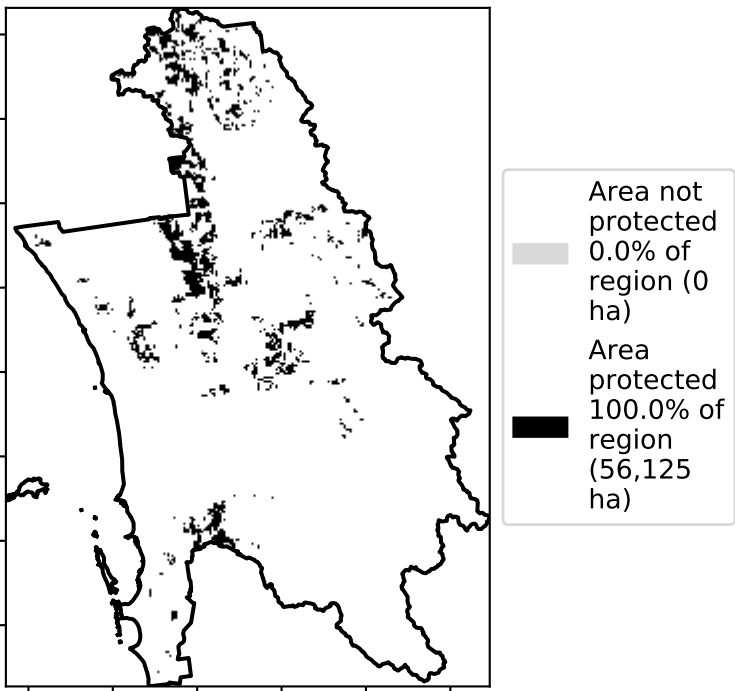 Area not
protected
0.0% of
region (0
ha)
Area
protected
100.0% of
region
(56,125
ha)